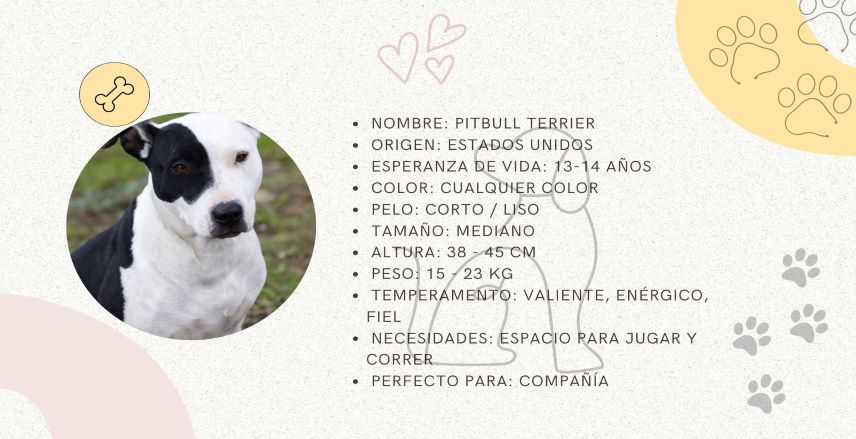 • NOMBRE: PITBULL TERRIER
• ORIGEN: ESTADOS UNIDOS
• ESPERANZA DE VIDA: 13-14 AÑOS
• COLOR: CUALQUIER COLOR
• PELO: CORTO / LISO
• TAMAÑO: MEDIANO
• ALTURA: 38 - 45 CM
• PESO: 15 - 23 KG
• TEMPERAMENTO: VALIENTE, ENÉRGICO,
FIEL
• NECESIDADES: ESPACIO PARA JUGAR Y
CORRER
• PERFECTO PARA: COMPAÑÍA